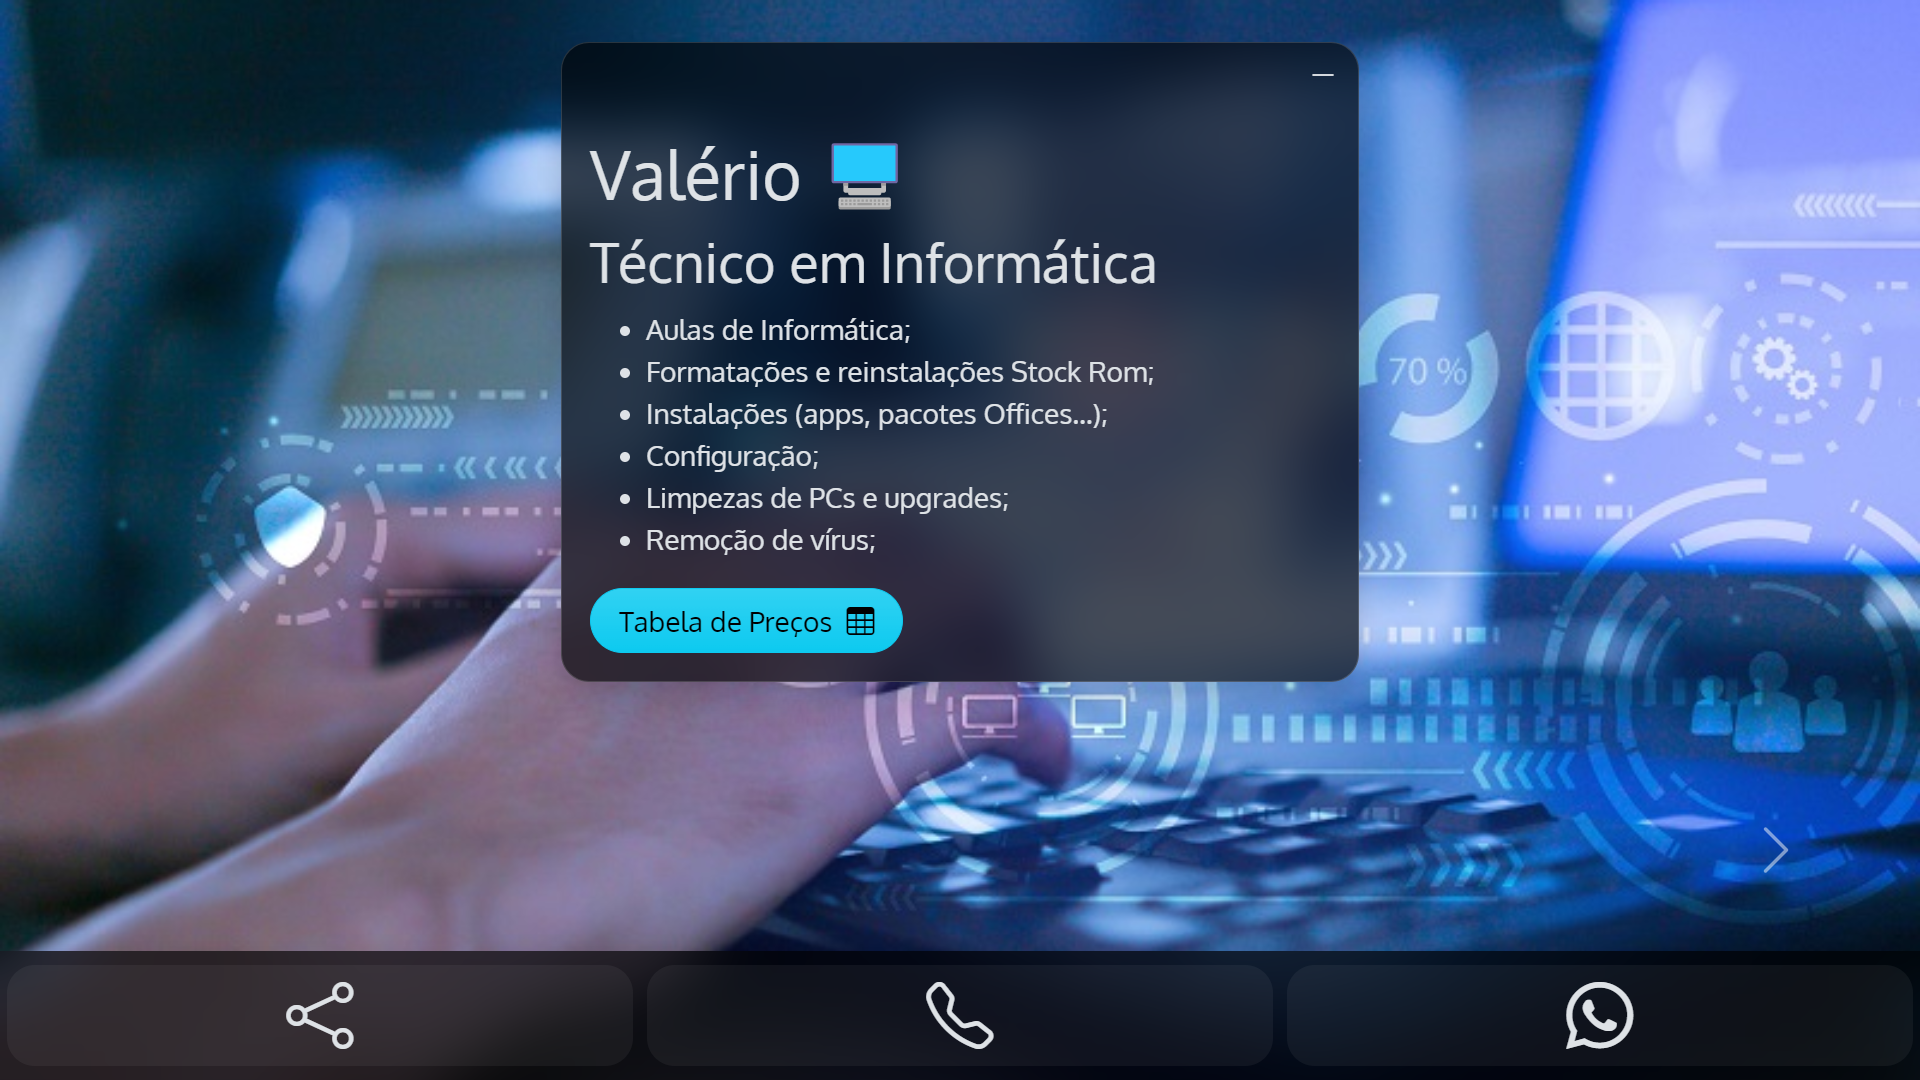 Valério
Técnico em Informática
Aulas de Informática;
Formatações e reinstalações Stock Rom;
Instalações (apps, pacotes Offices...);
Configuração;
Limpezas de PCs e upgrades;
Remoção de vírus;
Tabela de Preços
70 %